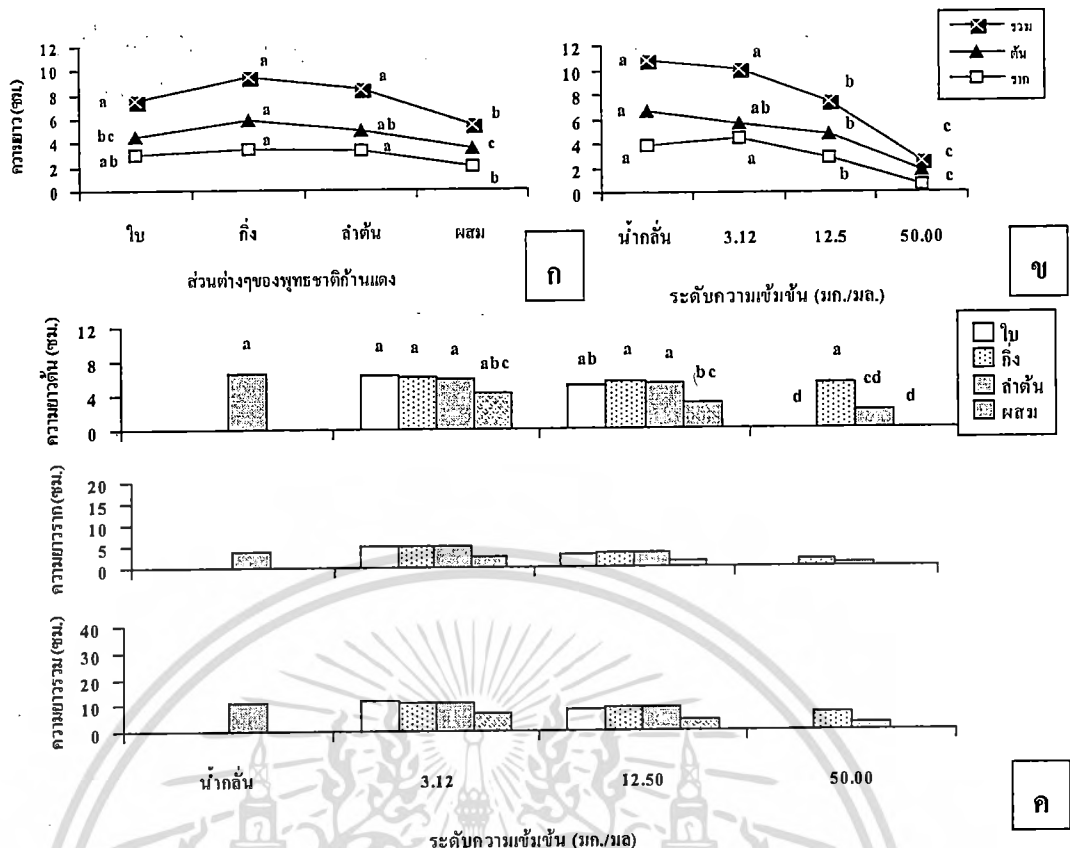 รวม
ต้น
ราก
ความยาว (ซม.)
12
10
8
6
4
2
0
a
a
a
b
bc
a
ab
c
ab
a
a
b
ใบ
กิ่ง
ลำต้น
ผสม
ส่วนต่างๆของพุทธชาติก้านแดง
ก
12
10
8
6
4
2
0
a
a
b
c
a
ab
b
c
a
a
b
c
น้ำกลั่น
3.12
12.5
50.00
ระดับความเข้มข้น (มก./มล.)
ข
ความยาวต้น (ซม.)
12
8
4
0
a
a
a
a
abc
ab
a
a
bc
d
a
cd
d
ใบ
กิ่ง
ลำต้น
ผสม
ความยาวราก(ซม.)
20
15
10
5
0
ความยาวรวม (ซม.)
40
30
20
10
0
น้ำกลั่น
3.12
12.50
50.00
ระดับความเข้มข้น (มก./มล)
ค